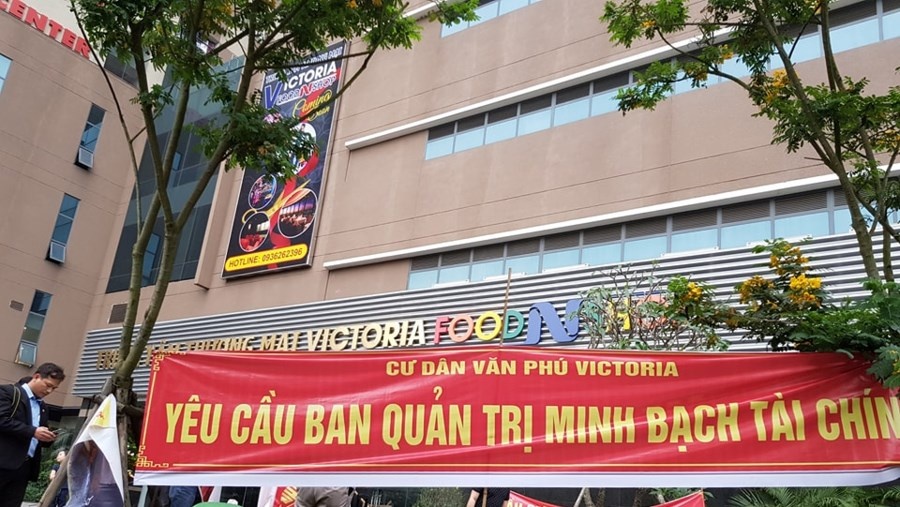 CENTER
VICTORIA
HOTLINE: 0936262396
THƯƠNG MẠI VICTORIA FOOD N
CƯ DÂN VĂN PHÚ VICTORIA
YÊU CẦU BAN QUẢN TRỊ MINH BẠCH TÀI CHÍN